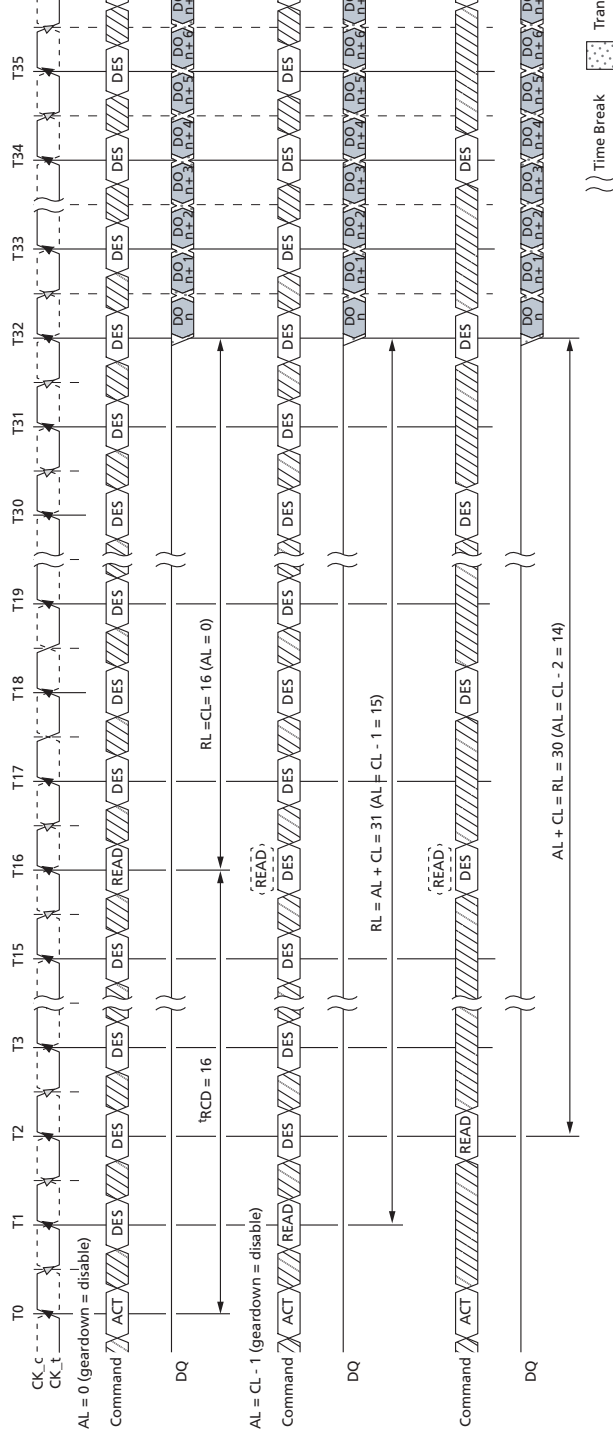 T0 T1 T2 T3 T15 T16 T17 T18 T19 T30 T31 T32 T33 T34 T35
CK_c
CK_t
AL = 0 (geardown = disable)
Command ACT DES DES DES DES READ DES DES DES DES DES DES DES DES DES
DQ DO n DO n + 1 DO n + 2 DO n + 3 DO n + 4 DO n + 5 DO n + 6
tRCD = 16 RL =CL= 16 (AL = 0)
AL = CL - 1 (geardown = disable)
READ
Command ACT READ DES DES DES DES DES DES DES DES DES DES DES DES DES
DQ DO n DO n + 1 DO n + 2 DO n + 3 DO n + 4 DO n + 5 DO n + 6
RL = AL + CL = 31 (AL = CL - 1 = 15)
READ
Command ACT READ DES DES DES DES DES
DQ DO n DO n + 1 DO n + 2 DO n + 3 DO n + 4 DO n + 5 DO n + 6
AL + CL = RL = 30 (AL = CL - 2 = 14)
Time Break